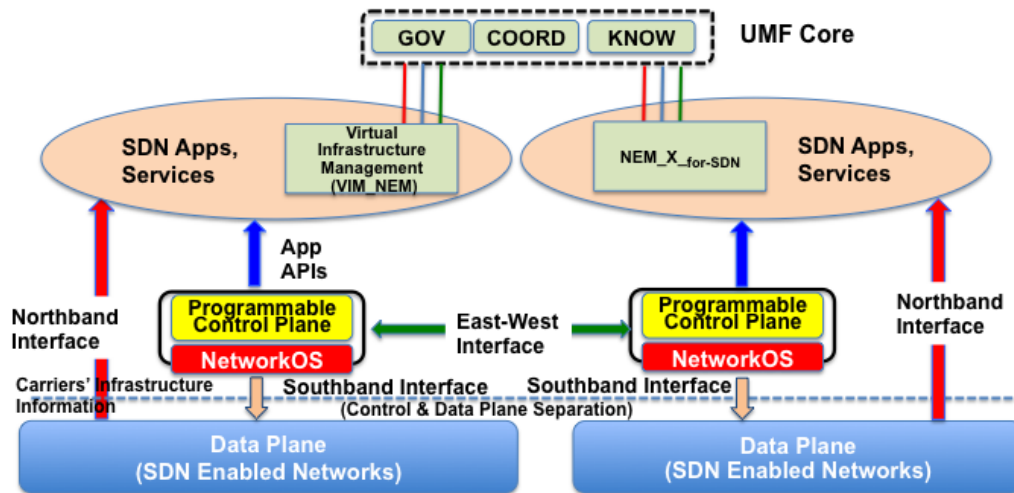 GOV
COORD
KNOW
UMF Core
SDN Apps,
Services
Virtual
Infrastructure
Management
(VIM_NEM)
NEM_X_for-SDN
SDN Apps,
Services
App
APIs
Northband
Interface
Programmable
Control Plane
NetworkOS
East-West
Interface
Programmable
Control Plane
NetworkOS
Northband
Interface
Carriers' Infrastructure
Information
Southband Interface
Southband Interface
(Control & Data Plane Separation)
Data Plane
(SDN Enabled Networks)
Data Plane
(SDN Enabled Networks)